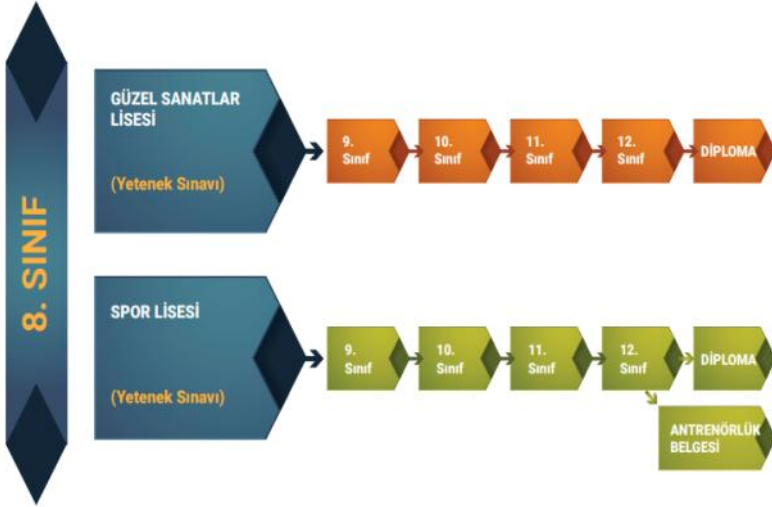 8. SINIF
GÜZEL SANATLAR
LİSESİ
(Yetenek Sınavı)
9.
Sınıf
10.
Sınıf
11.
Sınıf
12.
Sınıf
DİPLOMA
SPOR LİSESİ
(Yetenek Sınavı)
9.
Sınıf
10.
Sınıf
11.
Sınıf
12.
Sınıf
DİPLOMA
ANTRENÖRLÜK
BELGESİ